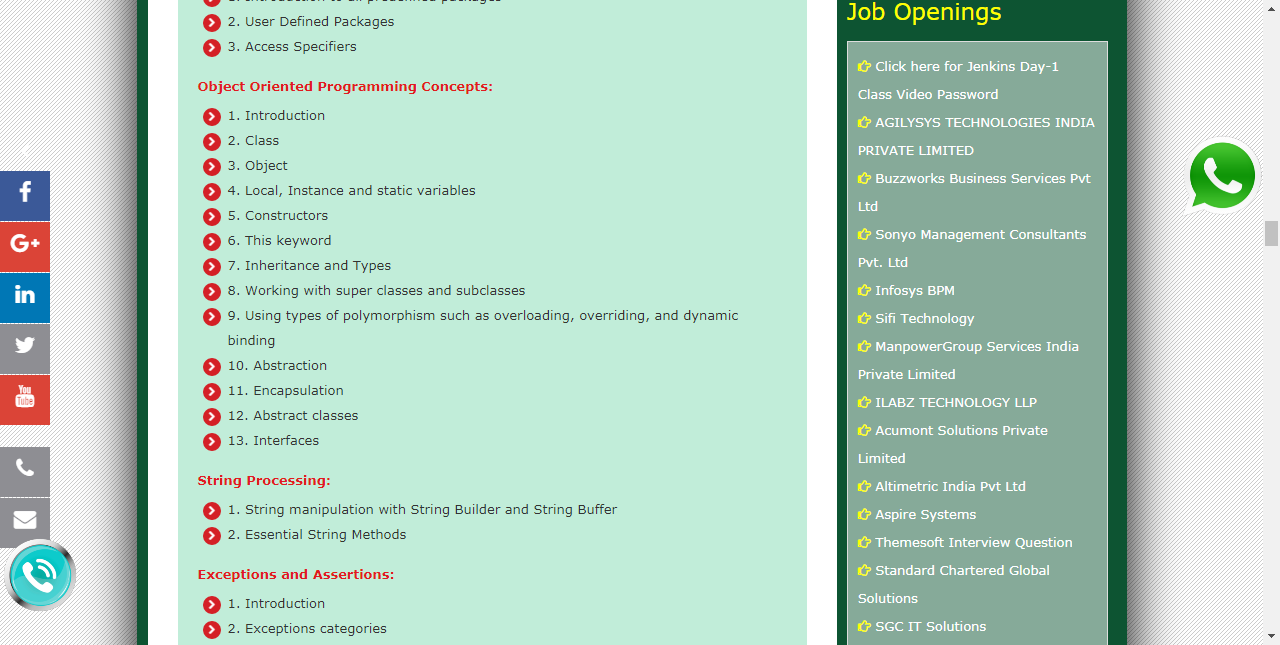 2. User Defined Packages
3. Access Specifiers
Object Oriented Programming Concepts:
1. Introduction
2. Class
3. Object
4. Local, Instance and static variables
5. Constructors
6. This keyword
7. Inheritance and Types
8. Working with super classes and subclasses
9. Using types of polymorphism such as overloading, overriding, and dynamic
binding
10. Abstraction
11. Encapsulation
12. Abstract classes
13. Interfaces
String Processing:
1. String manipulation with String Builder and String Buffer
2. Essential String Methods
Exceptions and Assertions:
1. Introduction
2. Exceptions categories
Job Openings
Click here for Jenkins Day-1
Class Video Password
AGILYSYS TECHNOLOGIES INDIA
PRIVATE LIMITED
Buzzworks Business Services Pvt
Ltd
Sonyo Management Consultants
Pvt. Ltd
Infosys BPM
Sifi Technology
ManpowerGroup Services India
Private Limited
ILABZ TECHNOLOGY LLP
Acumont Solutions Private
Limited
Altimetric India Pvt Ltd
Aspire Systems
Themesoft Interview Question
Standard Chartered Global
Solutions
SGC IT Solutions
f
G+
in
You
Tube